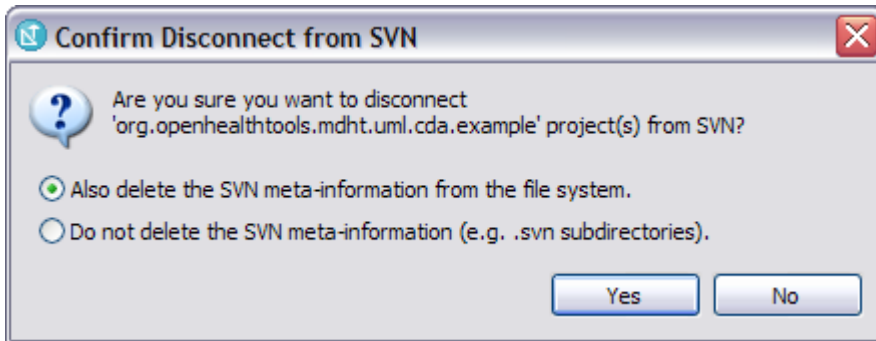 Confirm Disconnect from SVN
Are you sure you want to disconnect
'org.openhealthtools.mdht.uml.cda.example' project(s) from SVN?
Also delete the SVN meta-information from the file system.
Do not delete the SVN meta-information (e.g. .svn subdirectories).
Yes No